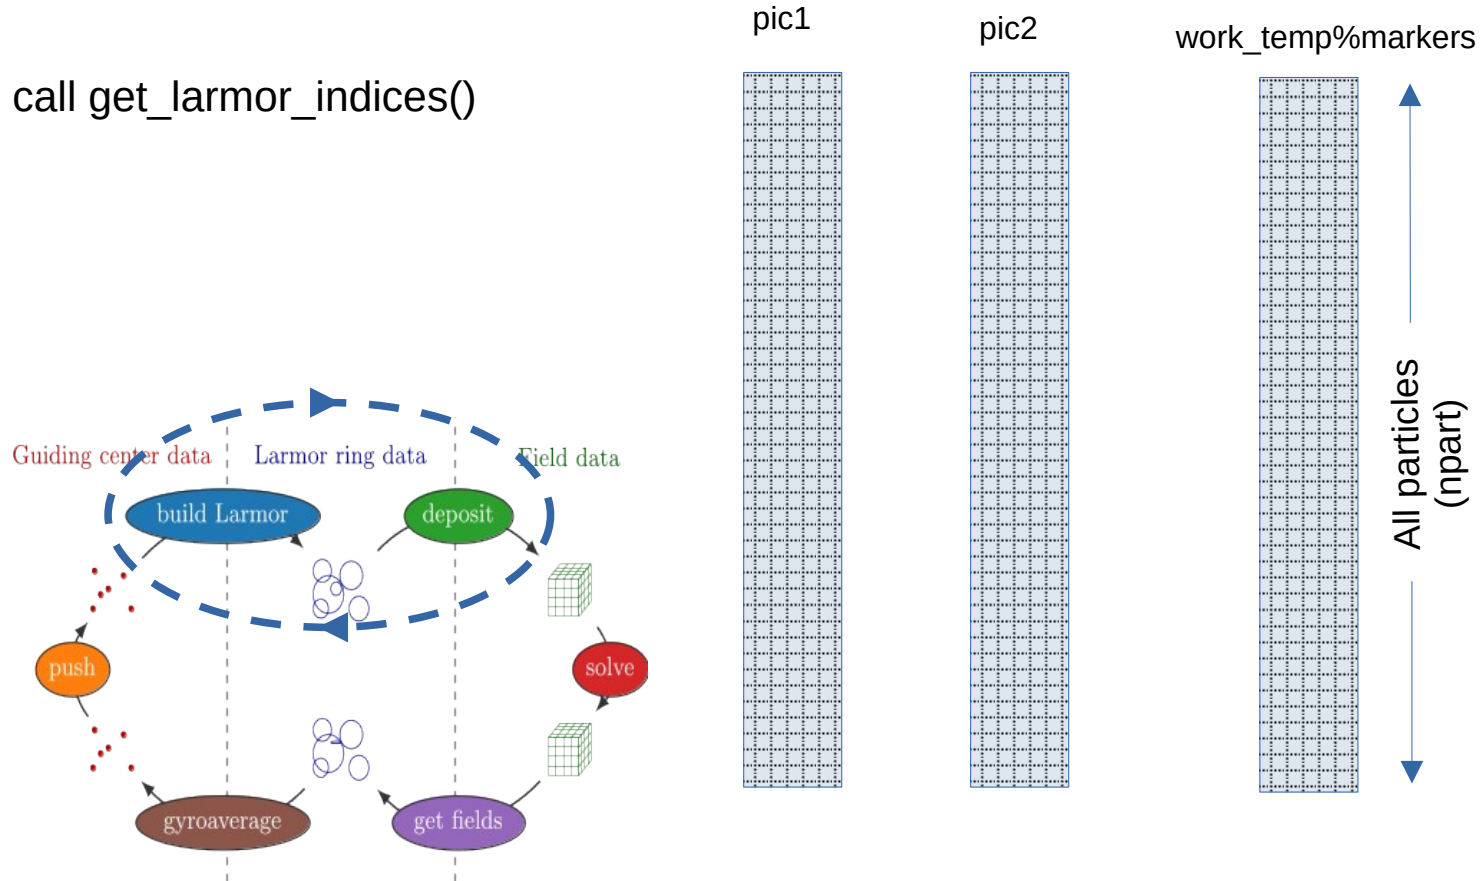 call get_larmor_indices()
pic1
pic2
work_temp%markers
All particles
(npart)
Guiding center data
Larmor ring data
Field data
build Larmor
deposit
push
solve
gyroaverage
get fields